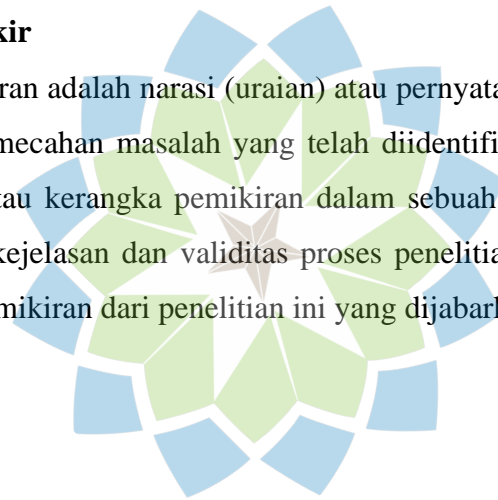 kir
ran adalah narasi (uraian) atau pernyata
mecahan masalah yang telah diidentifi
tau kerangka pemikiran dalam sebuah
kejelasan dan validitas proses penelitia
mikiran dari penelitian ini yang dijabarl